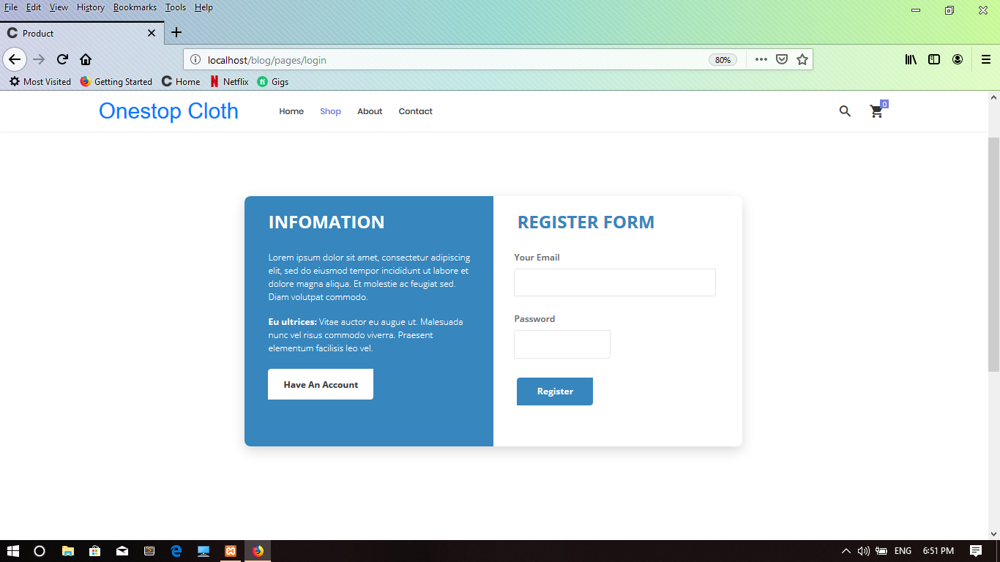 File Edit View History Bookmarks Tools Help
Product
localhost/blog/pages/login 80%
Most Visited Getting Started Home Netflix Gigs
Onestop Cloth Home Shop About Contact 0
INFOMATION
Lorem ipsum dolor sit amet, consectetur adipiscing
elit, sed do eiusmod tempor incididunt ut labore et
dolore magna aliqua. Et molestie ac feugiat sed.
Diam volutpat commodo.
Eu ultrices: Vitae auctor eu augue ut. Malesuada
nunc vel risus commodo viverra. Praesent
elementum facilisis leo vel.
Have An Account
REGISTER FORM
Your Email
Password
Register
ENG 6:51 PM